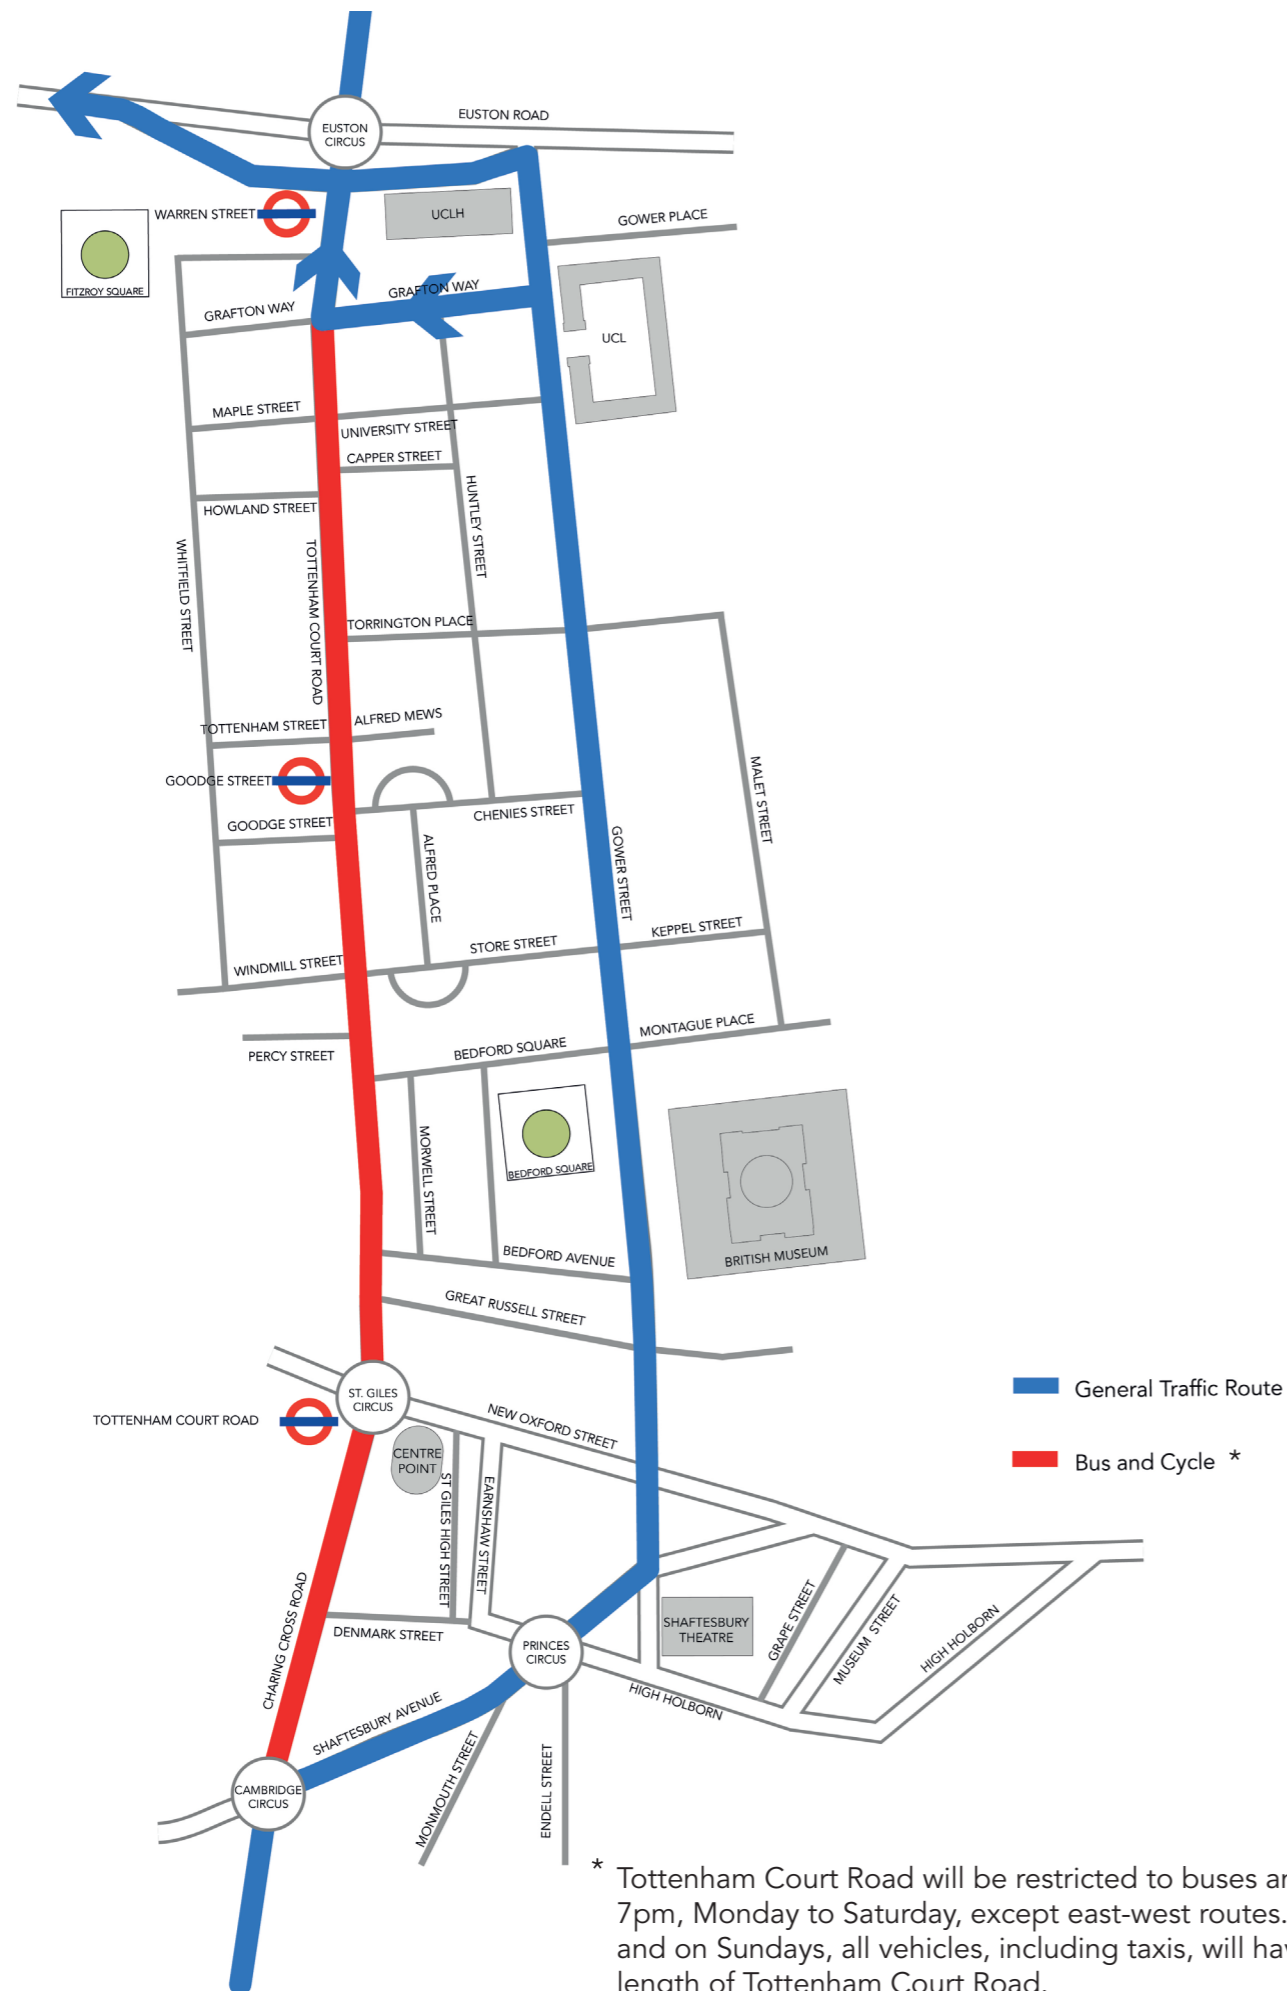 EUSTON ROAD
EUSTON
CIRCUS
WARREN STREET
UCLH
GOWER PLACE
FITZROY SQUARE
GRAFTON WAY
GRAFTON WAY
UCL
MAPLE STREET
UNIVERSITY STREET
CAPPER STREET
HUNTLEY STREET
HOWLAND STREET
WHITFIELD STREET
TOTTENHAM COURT ROAD
TORRINGTON PLACE
TOTTENHAM STREET
ALFRED MEWS
GOODGE STREET
MALET STREET
GOODGE STREET
CHENIES STREET
ALFRED PLACE
GOWER STREET
WINDMILL STREET
STORE STREET
KEPPEL STREET
PERCY STREET
BEDFORD SQUARE
MONTAGUE PLACE
MORWELL STREET
BEDFORD SQUARE
BEDFORD AVENUE
BRITISH MUSEUM
GREAT RUSSELL STREET
ST. GILES
CIRCUS
General Traffic Route
TOTTENHAM COURT ROAD
NEW OXFORD STREET
CENTRE
POINT
Bus and Cycle *
ST GILES HIGH STREET
EARNSHAW STREET
CHARING CROSS ROAD
DENMARK STREET
PRINCES
CIRCUS
SHAFTESBURY
THEATRE
GRAPE STREET
MUSEUM STREET
HIGH HOLBORN
HIGH HOLBORN
SHAFTESBURY AVENUE
MONMOUTH STREET
ENDELL STREET
CAMBRIDGE
CIRCUS
* Tottenham Court Road will be restricted to buses
7pm, Monday to Saturday, except east-west routes.
and on Sundays, all vehicles, including taxis, will
length of Tottenham Court Road.